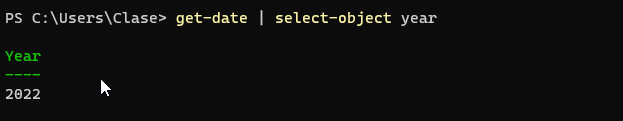 PS C:\Users\Clase> get-date | select-object year
Year
----
2022